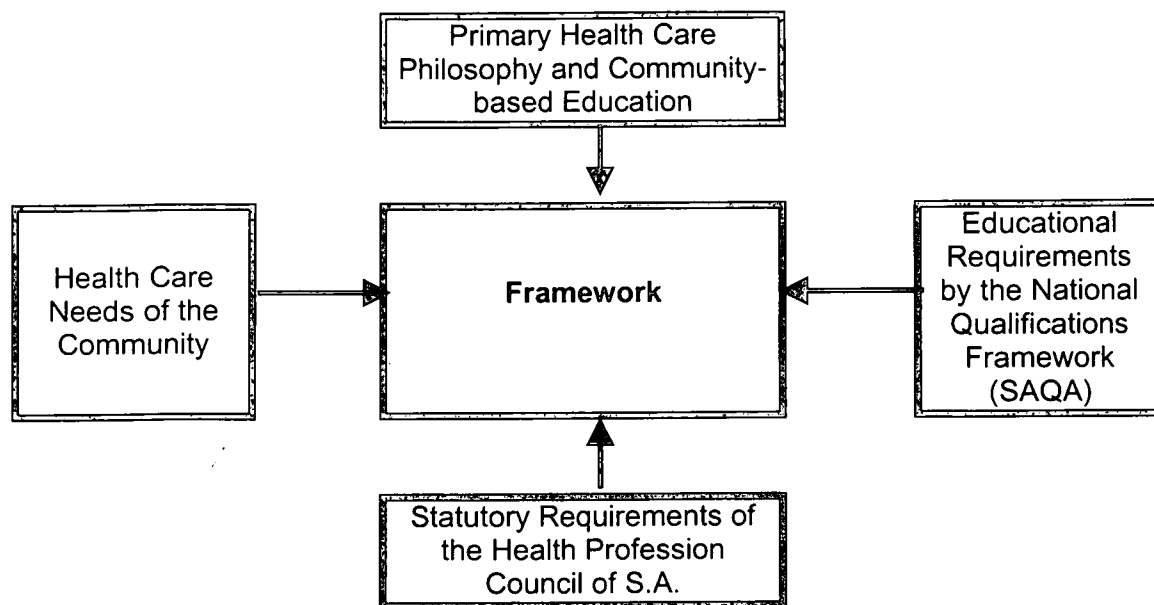 Primary Health Care
Philosophy and Community-
based Education
Health Care
Needs of the
Community
Framework
Educational
Requirements
by the National
Qualifications
Framework
(SAQA)
Statutory Requirements of
the Health Profession
Council of S.A.